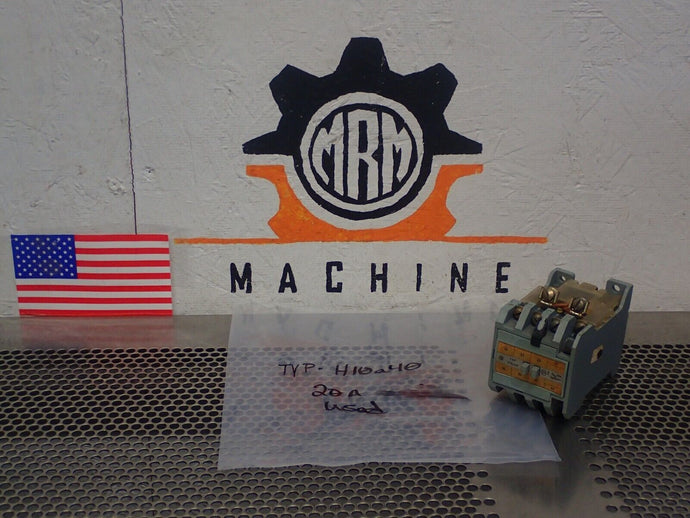 MRM
MACHINE
TYP- H10a40
20A
used